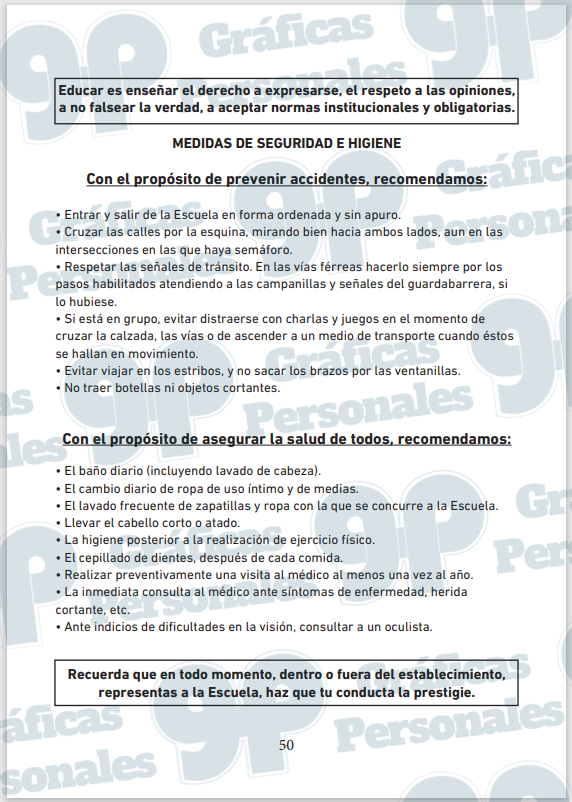 Educar es enseñar el derecho a expresarse, el respeto a las opiniones,
a no falsear la verdad, a aceptar normas institucionales y obligatorias.
MEDIDAS DE SEGURIDAD E HIGIENE
Con el propósito de prevenir accidentes, recomendamos:
• Entrar y salir de la Escuela en forma ordenada y sin apuro.
• Cruzar las calles por la esquina, mirando bien hacia ambos lados, aun en las
intersecciones en las que haya semáforo.
• Respetar las señales de tránsito. En las vías férreas hacerlo siempre por los
pasos habilitados atendiendo a las campanillas y señales del guardabarrera, si
lo hubiese.
• Si está en grupo, evitar distraerse con charlas y juegos en el momento de
cruzar la calzada, las vías o de ascender a un medio de transporte cuando éstos
se hallan en movimiento.
• Evitar viajar en los estribos, y no sacar los brazos por las ventanillas.
• No traer botellas ni objetos cortantes.
Con el propósito de asegurar la salud de todos, recomendamos:
• El baño diario (incluyendo lavado de cabeza).
• El cambio diario de ropa de uso íntimo y de medias.
• El lavado frecuente de zapatillas y ropa con la que se concurre a la Escuela.
• Llevar el cabello corto o atado.
• La higiene posterior a la realización de ejercicio físico.
• El cepillado de dientes, después de cada comida.
• Realizar preventivamente una visita al médico al menos una vez al año.
• La inmediata consulta al médico ante síntomas de enfermedad, herida
cortante, etc.
• Ante indicios de dificultades en la visión, consultar a un oculista.
Recuerda que en todo momento, dentro o fuera del establecimiento,
representas a la Escuela, haz que tu conducta la prestigie.
50
gp Gráficas
Personales